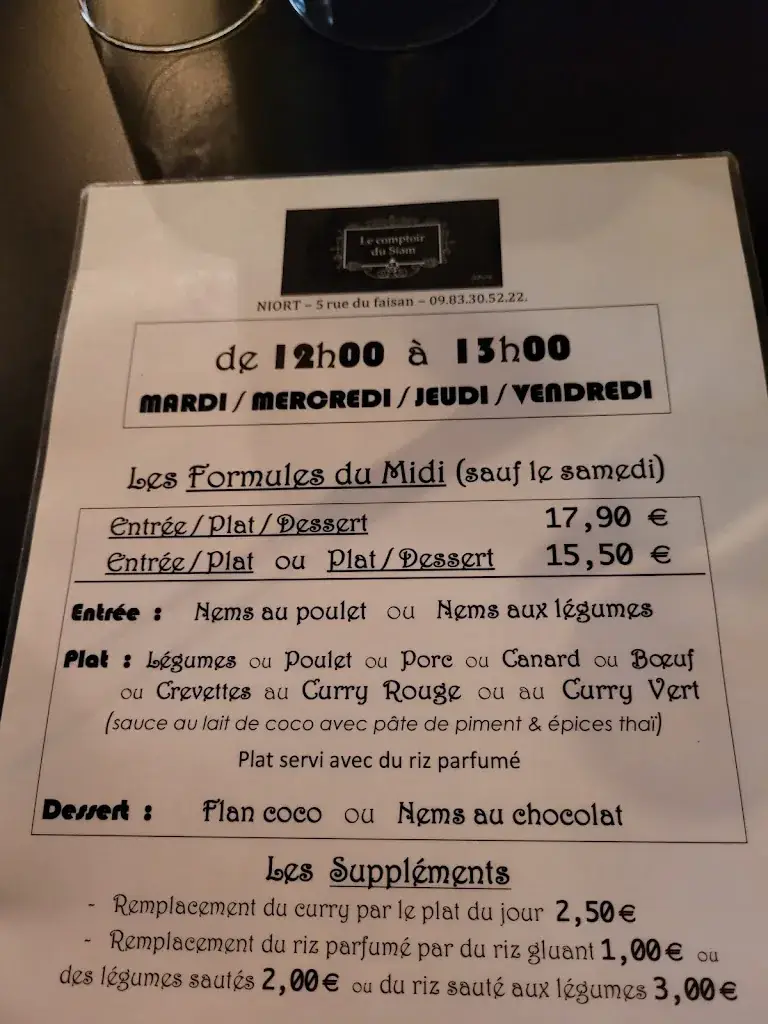 Le comptoir
du Siam
NIORT – 5 rue du faisan – 09.83.30.52.22.
de 12h00 à 13h00
MARDI / MERCREDI / JEUDI / VENDREDI
Les Formules du Midi (sauf le samedi)
Entrée / Plat / Dessert 17,90 €
Entrée / Plat ou Plat / Dessert 15,50 €
Entrée : Nems au poulet ou Nems aux légumes
Plat : Légumes ou Poulet ou Porc ou Canard ou Bœuf
ou Crevettes au Curry Rouge ou au Curry Vert
(sauce au lait de coco avec pâte de piment & épices thaï)
Plat servi avec du riz parfumé
Dessert : Flan coco ou Nems au chocolat
Les Suppléments
- Remplacement du curry par le plat du jour 2,50€
- Remplacement du riz parfumé par du riz gluant 1,00€ ou
des légumes sautés 2,00€ ou du riz sauté aux légumes 3,00€